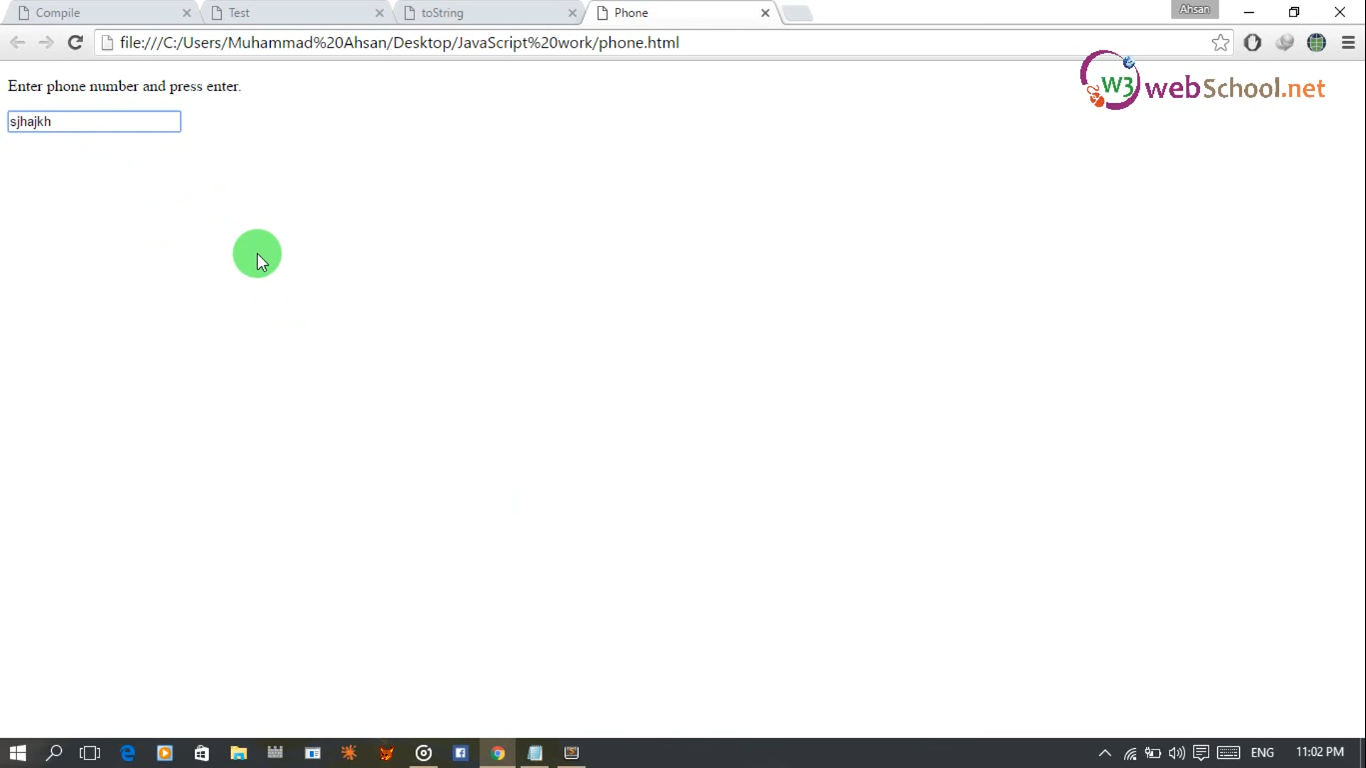 Compile
Test
toString
Phone
Ahsan
file:///C:/Users/Muhammad%20Ahsan/Desktop/JavaScript%20work/phone.html
Enter phone number and press enter.
W3 webSchool.net
sjhajkh
ENG
11:02 PM